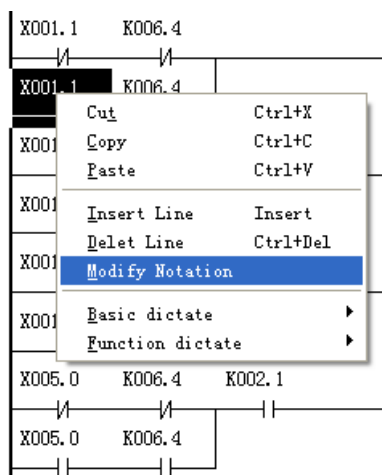 X001.1 K006.4
X001.1 K006.4
Cut Ctrl+X
Copy Ctrl+C
X001
Paste Ctrl+V
X001
Insert Line Insert
Delet Line Ctrl+Del
X001
Modify Notation
X001
Basic dictate
Function dictate
X005.0 K006.4 K002.1
X005.0 K006.4